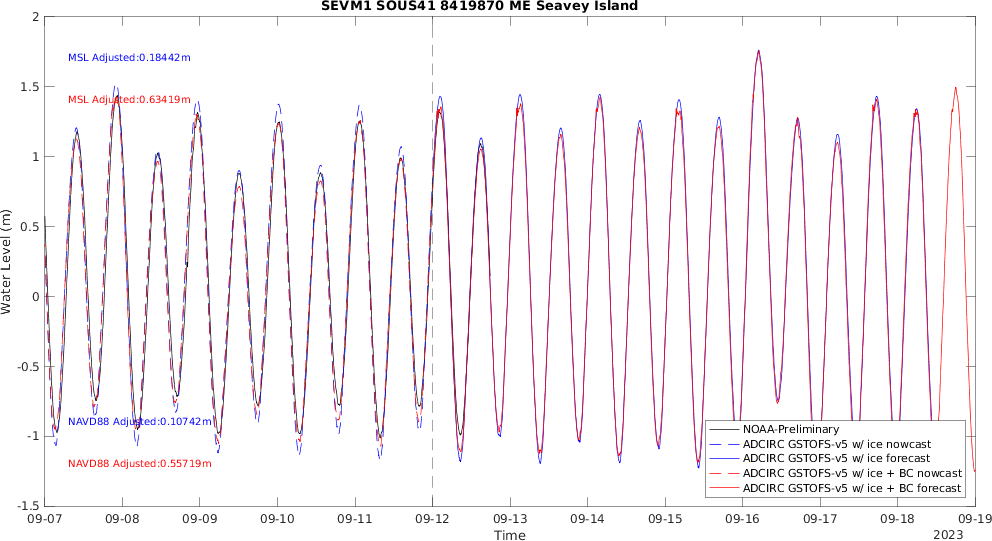 SEVM1 SOUS41 8419870 ME Seavey Island
2
1.5
1
0.5
0
-0.5
-1
-1.5
Water Level (m)
MSL Adjusted:0.18442m
MSL Adjusted:0.63419m
NAVD88 Adjusted:0.10742m
NAVD88 Adjusted:0.55719m
NOAA-Preliminary
ADCIRC GSTOFS-v5 w/ ice nowcast
ADCIRC GSTOFS-v5 w/ ice forecast
ADCIRC GSTOFS-v5 w/ ice + BC nowcast
ADCIRC GSTOFS-v5 w/ ice + BC forecast
09-07 09-08 09-09 09-10 09-11 09-12 09-13 09-14 09-15 09-16 09-17 09-18 09-19
Time
2023